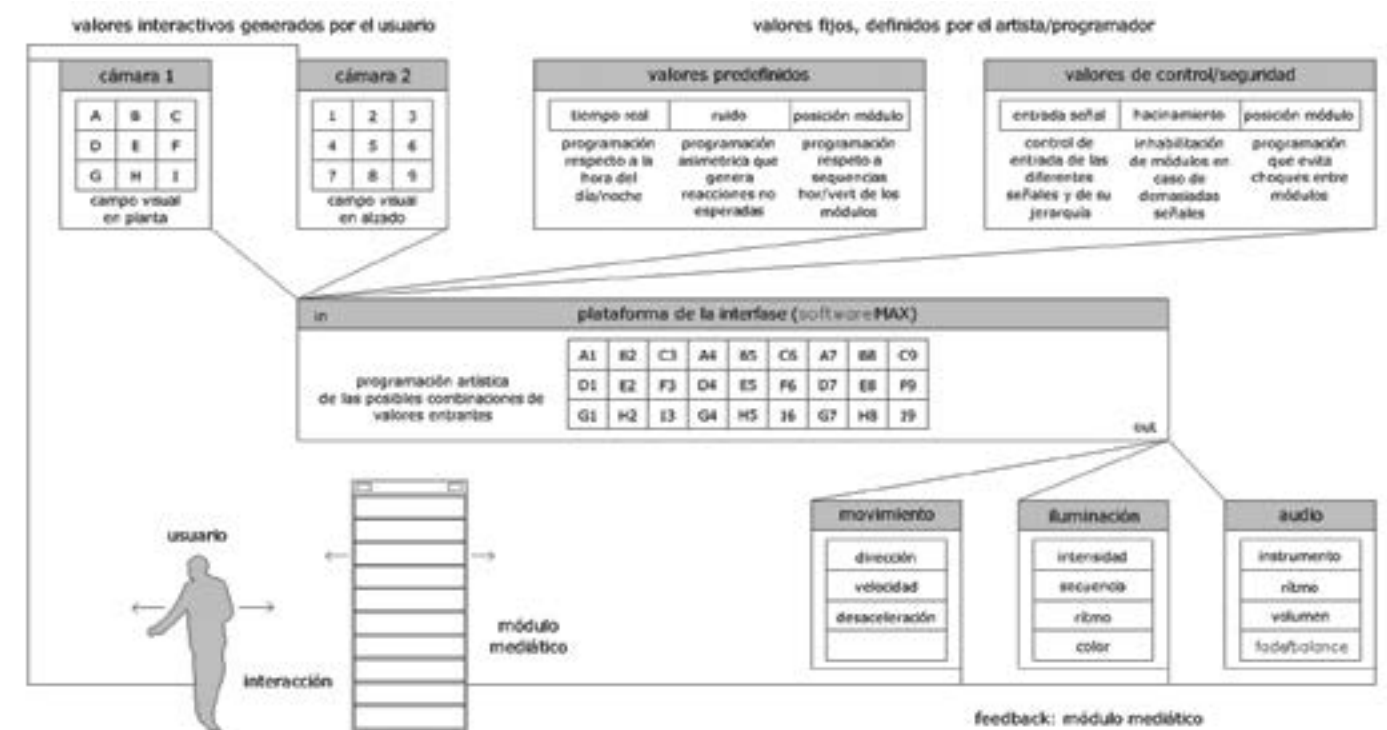 valores interactivos generados por el usuario
valores fijos, definidos por el artista/programador
cámara 1
A B C
D E F
G H I
campo visual
en planta
cámara 2
1 2 3
4 5 6
7 8 9
campo visual
en alzado
valores predefinidos
tiempo real
programación
respecto a la
hora del
día/noche
ruido
programación
asimetrica que
genera
reacciones no
esperadas
posición módulo
programación
respeto a
sequencias
hor/vert de los
módulos
valores de control/seguridad
entrada señal
control de
entrada de las
diferentes
señales y de su
jerarquía
hacinamiento
inhabilitación
de módulos en
caso de
demasiadas
señales
posición módulo
programación
que evita
choques entre
módulos
in
plataforma de la interfase (software MAX)
programación artística
de las posibles combinaciones de
valores entrantes
A1 B2 C3 A4 B5 C6 A7 B8 C9
D1 E2 F3 D4 E5 F6 D7 E8 F9
G1 H2 I3 G4 H5 I6 G7 H8 I9
out
usuario
interacción
módulo
mediático
movimiento
dirección
velocidad
desaceleración
iluminación
intensidad
secuencia
ritmo
color
audio
instrumento
ritmo
volumen
fade/balance
feedback: módulo mediático